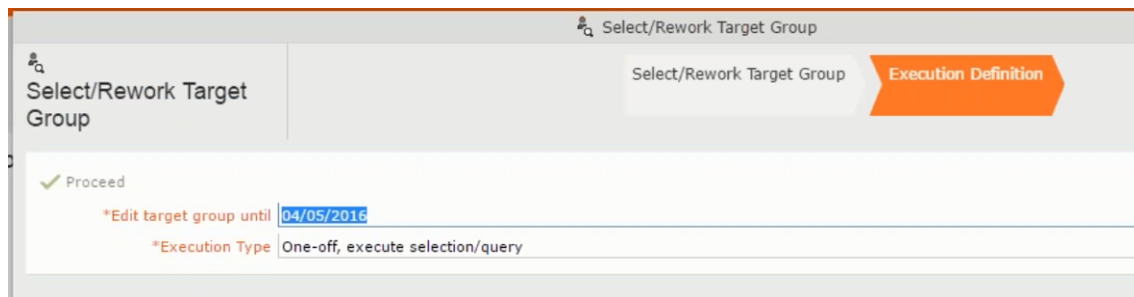 Select/Rework Target Group
Select/Rework Target
Group
Select/Rework Target Group
Execution Definition
Proceed
*Edit target group until 04/05/2016
*Execution Type One-off, execute selection/query